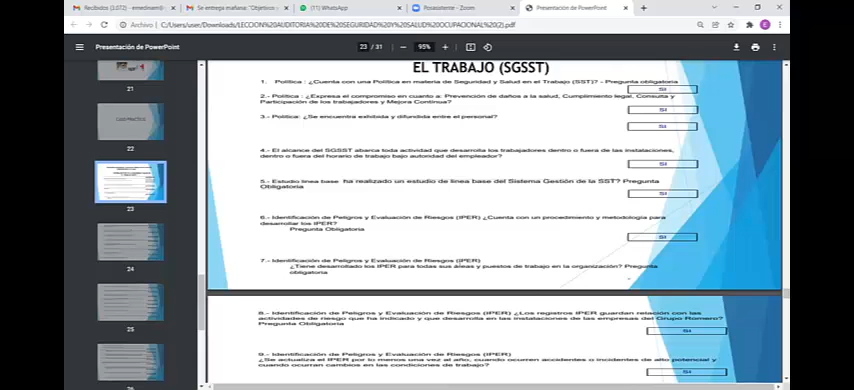 Recibidos (3.072) - emedinam@
Se entrega mañana: "Objetivos y
(11) WhatsApp
Posasistente - Zoom
Presentación de PowerPoint
Archivo | C:/Users/user/Downloads/LECCION%20AUDITORIA%20DE%20SEGURIDAD%20Y%20SALUD%20OCUPACIONAL%20(2).pdf
Presentación de PowerPoint
23 / 31
95%
21
22
23
24
25
26
EL TRABAJO (SGSST)
1. Política : ¿Cuenta con una Política en materia de Seguridad y Salud en el Trabajo (SST)? - Pregunta obligatoria
2.- Política : ¿Expresa el compromiso en cuanto a: Prevención de daños a la salud, Cumplimiento legal, Consulta y
Participación de los trabajadores y Mejora Continua?
3.- Política: ¿Se encuentra exhibida y difundida entre el personal?
4.- El alcance del SGSST abarca toda actividad que desarrolla los trabajadores dentro o fuera de las instalaciones,
dentro o fuera del horario de trabajo bajo autoridad del empleador?
5.- Estudio línea base ha realizado un estudio de línea base del Sistema Gestión de la SST? Pregunta
Obligatoria
6.- Identificación de Peligros y Evaluación de Riesgos (IPER) ¿Cuenta con un procedimiento y metodología para
desarrollar los IPER?
Pregunta Obligatoria
7.- Identificación de Peligros y Evaluación de Riesgos (IPER)
¿Tiene desarrollado los IPER para todas sus áleas y puestos de trabajo en la organización? Pregunta
obligatoria
8.- Identificación de Peligros y Evaluación de Riesgos (IPER) ¿Los registros IPER guardan relación con las
actividades de riesgo que ha indicado y que desarrolla en las instalaciones de las empresas del Grupo Romero?
Pregunta Obligatoria
9.- Identificación de Peligros y Evaluación de Riesgos (IPER)
¿Se actualiza el IPER por lo menos una vez al año, cuando ocurren accidentes o incidentes de alto potencial y
cuando ocurran cambios en las condiciones de trabajo?